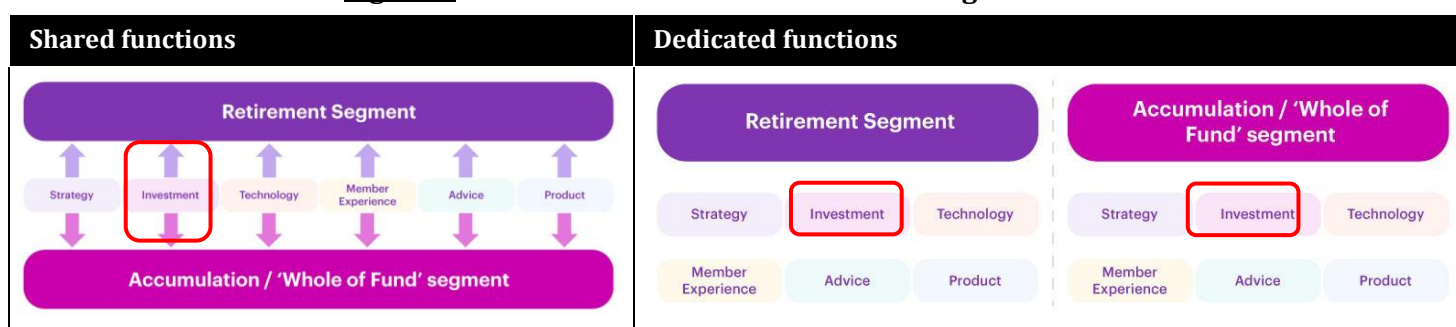 Shared functions
Dedicated functions
Retirement Segment
Strategy
Investment
Technology
Member
Experience
Advice
Product
Accumulation / ‘Whole of Fund’ segment
Retirement Segment
Strategy
Investment
Technology
Member
Experience
Advice
Product
Accumulation / ‘Whole of
Fund’ segment
Strategy
Investment
Technology
Member
Experience
Advice
Product